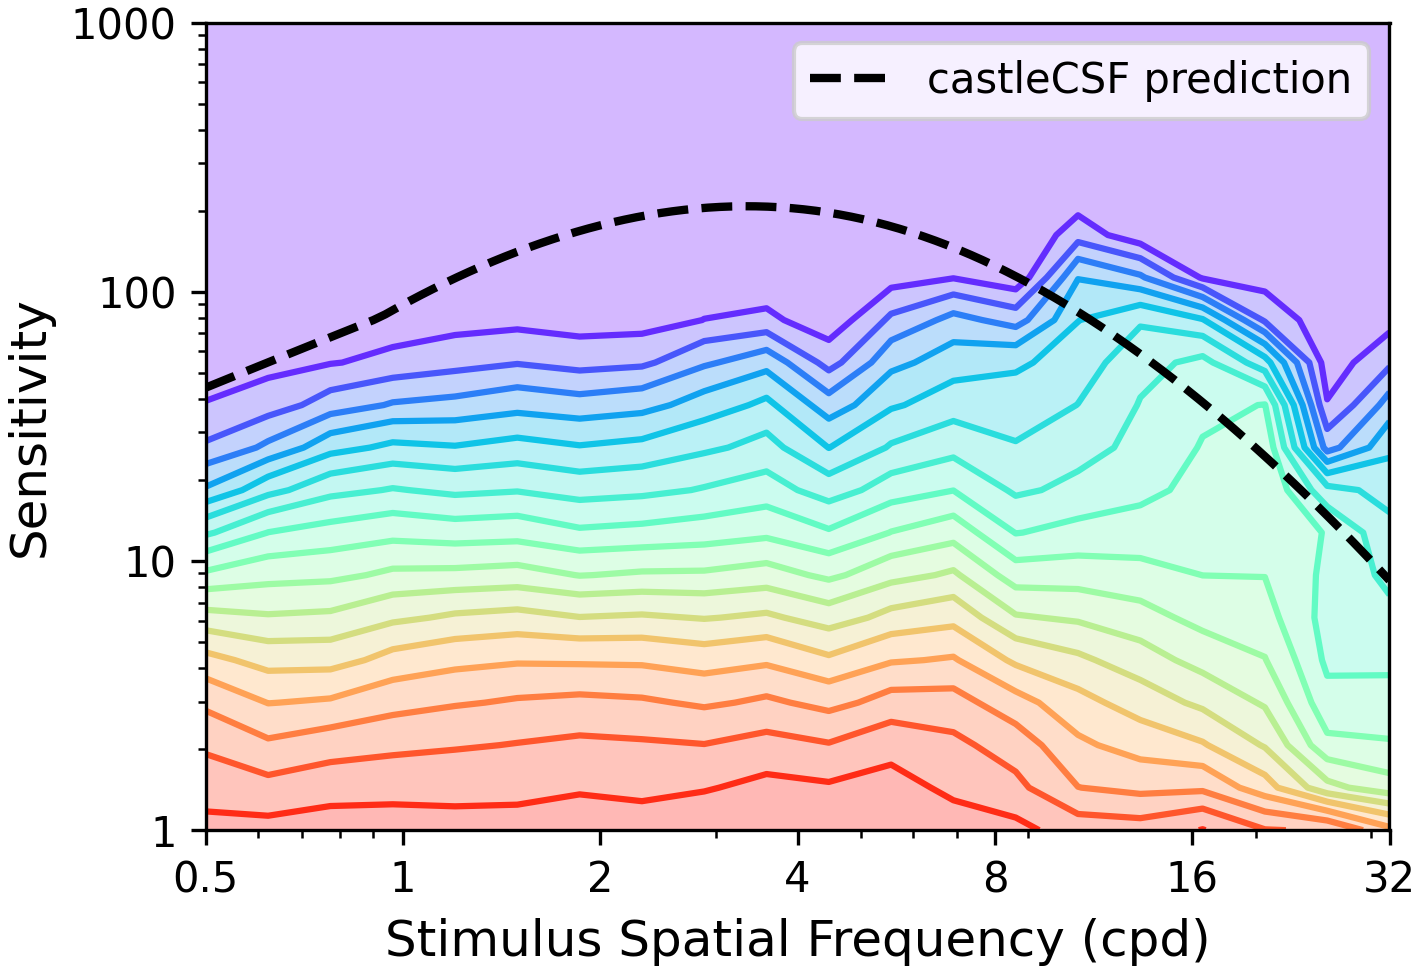 1000
castleCSF prediction
100
Sensitivity
10
1
0.5 1 2 4 8 16 32
Stimulus Spatial Frequency (cpd)